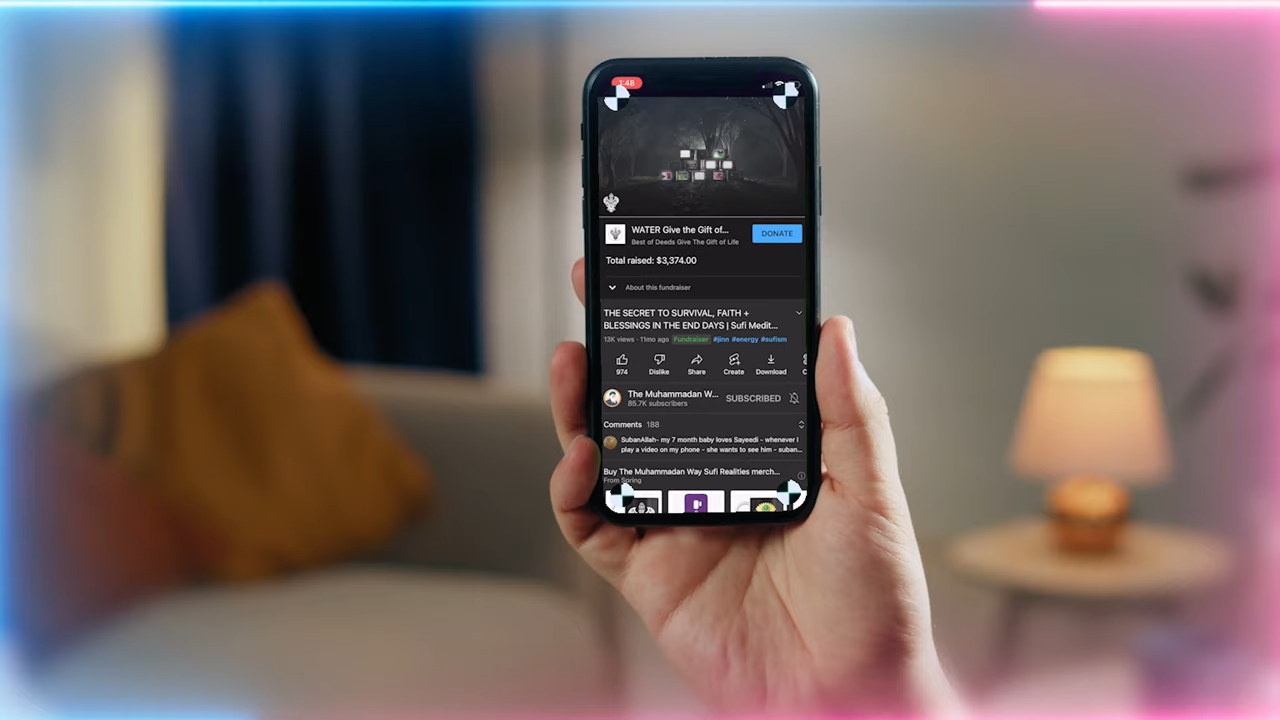 1:48
WATER Give the Gift of...
Best of Deeds Give The Gift of Life
DONATE
Total raised: $3,374.00
About this fundraiser
THE SECRET TO SURVIVAL, FAITH +
BLESSINGS IN THE END DAYS | Sufi Medit...
13K views · 11mo ago Fundraiser #jinn #energy #sufism
974 Dislike Share Create Download C
The Muhammadan W...
85.7K subscribers
SUBSCRIBED
Comments 188
SubanAllah- my 7 month baby loves Sayeedi - whenever I
play a video on my phone - she wants to see him - suban...
Buy The Muhammadan Way Sufi Realities merch...
From Spring